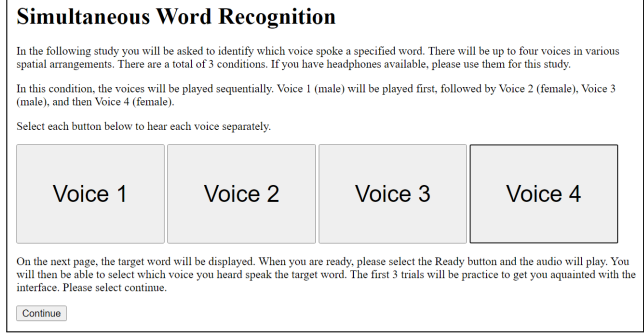 Simultaneous Word Recognition
In the following study you will be asked to identify which voice spoke a specified word. There will be up to four voices in various
spatial arrangements. There are a total of 3 conditions. If you have headphones available, please use them for this study.
In this condition, the voices will be played sequentially. Voice 1 (male) will be played first, followed by Voice 2 (female), Voice 3
(male), and then Voice 4 (female).
Select each button below to hear each voice separately.
Voice 1 Voice 2 Voice 3 Voice 4
On the next page, the target word will be displayed. When you are ready, please select the Ready button and the audio will play. You
will then be able to select which voice you heard speak the target word. The first 3 trials will be practice to get you aquainted with the
interface. Please select continue.
Continue